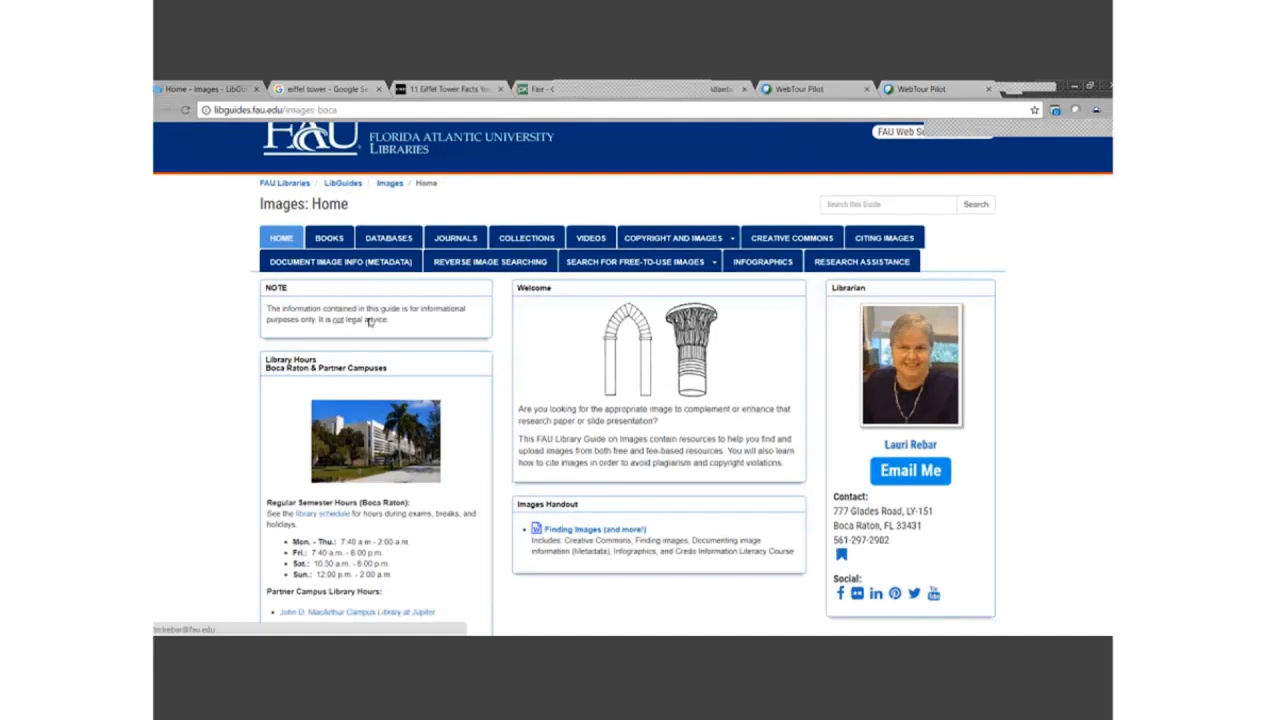 Home - Images - LibGui
eiffel tower - Google Se
11 Eiffel Tower Facts You
Fair -
WebTour Pilot
WebTour Pilot
libguides.fau.edu/images-boca
FAU
FLORIDA ATLANTIC UNIVERSITY
LIBRARIES
FAU Web
FAU Libraries / LibGuides / Images / Home
Images: Home
Search this Guide
Search
HOME BOOKS DATABASES JOURNALS COLLECTIONS VIDEOS COPYRIGHT AND IMAGES CREATIVE COMMONS CITING IMAGES
DOCUMENT IMAGE INFO (METADATA) REVERSE IMAGE SEARCHING SEARCH FOR FREE-TO-USE IMAGES INFOGRAPHICS RESEARCH ASSISTANCE
NOTE
The information contained in this guide is for informational
purposes only. It is not legal advice.
Library Hours
Boca Raton & Partner Campuses
Regular Semester Hours (Boca Raton):
See the library schedule for hours during exams, breaks, and
holidays.
Mon. - Thu.: 7:40 a.m - 2:00 a.m.
Fri.: 7:40 a.m. - 6:00 p.m.
Sat.: 10:30 a.m. - 6:00 p.m.
Sun.: 12:00 p.m. - 2:00 a.m
Partner Campus Library Hours:
John D. MacArthur Campus Library at Jupiter
Welcome
Are you looking for the appropriate image to complement or enhance that
research paper or slide presentation?
This FAU Library Guide on Images contain resources to help you find and
upload images from both free and fee-based resources. You will also learn
how to cite images in order to avoid plagiarism and copyright violations.
Images Handout
Finding Images (and more!)
Includes: Creative Commons, Finding images, Documenting image
information (Metadata), Infographics, and Credo Information Literacy Course
Librarian
Lauri Rebar
Email Me
Contact:
777 Glades Road, LY-151
Boca Raton, FL 33431
561-297-2902
Social: